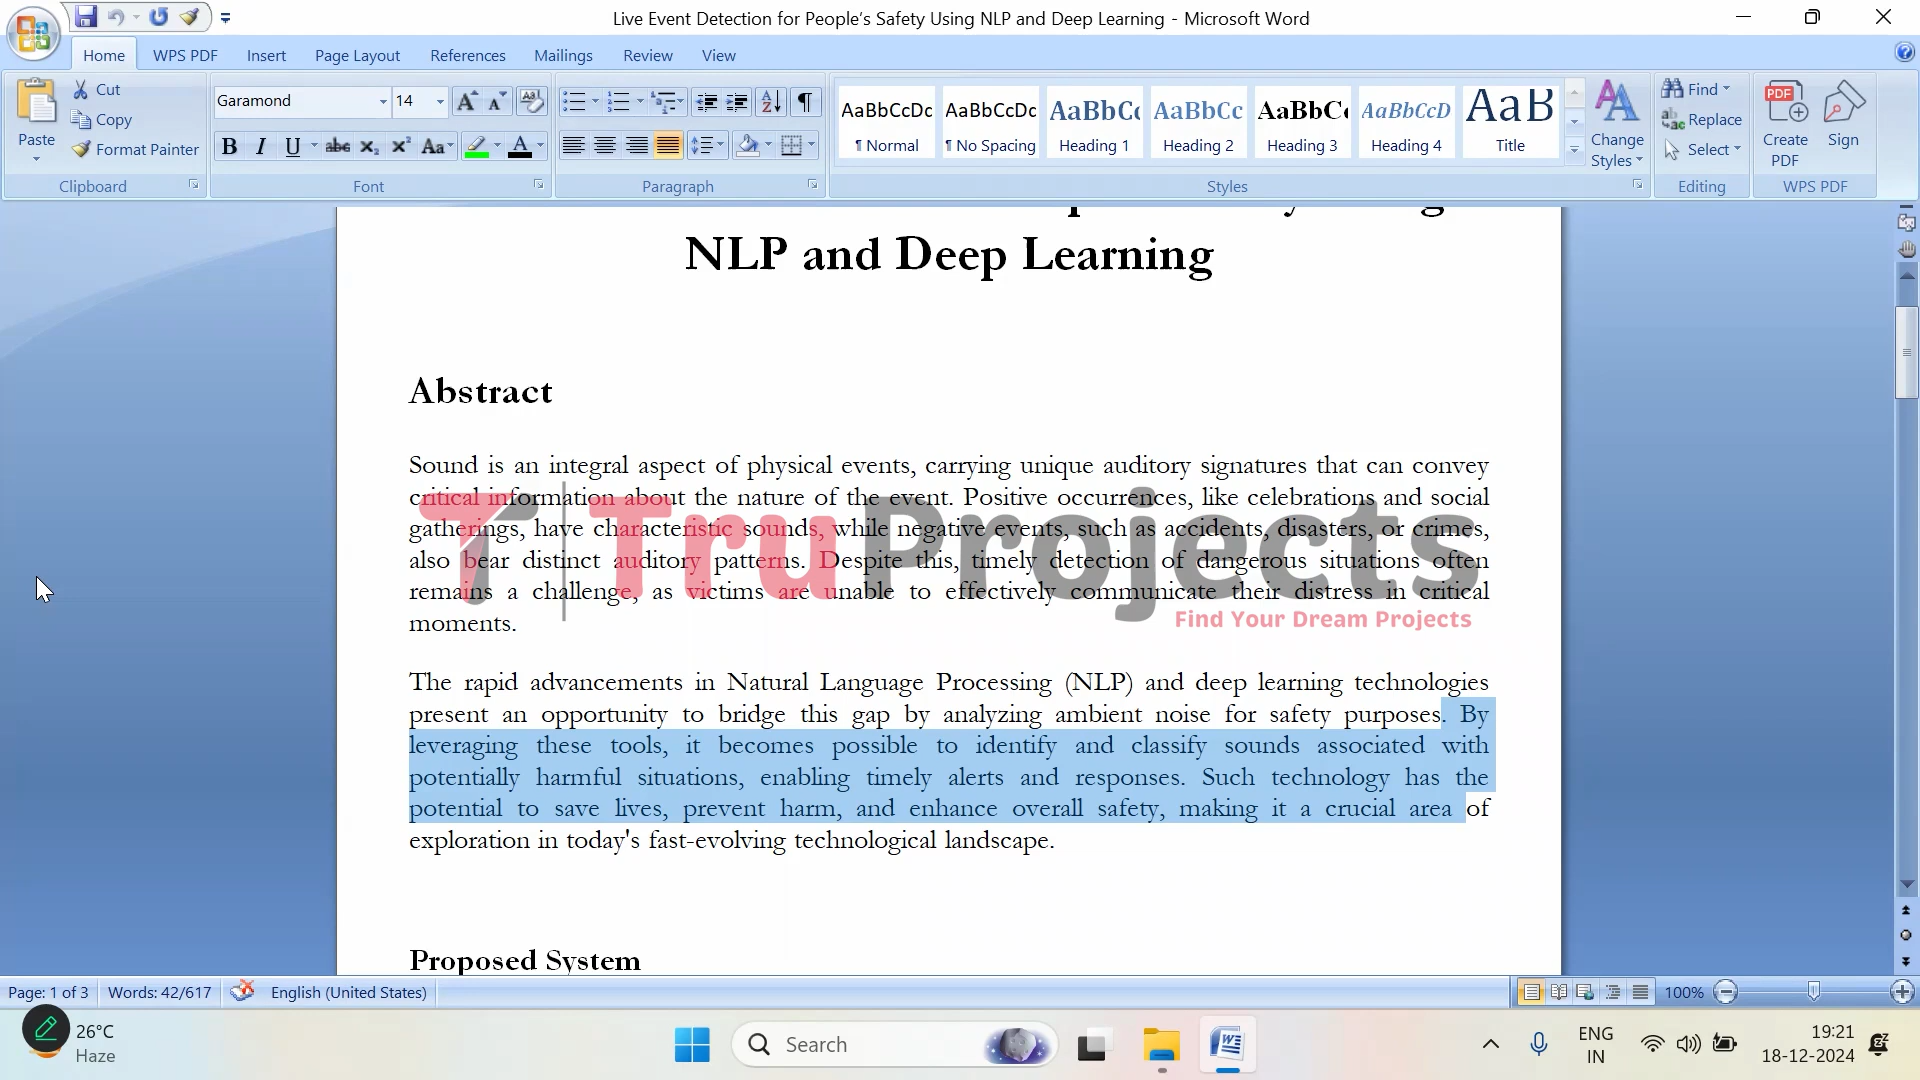 Live Event Detection for People's Safety Using NLP and Deep Learning - Microsoft Word
Home
WPS PDF
Insert
Page Layout
References
Mailings
Review
View
Paste
Cut
Copy
Format Painter
Clipboard
Garamond
14
Font
Paragraph
AaBbCcDc
¶ Normal
AaBbCcDc
¶ No Spacing
AaBbCc
Heading 1
AaBbCc
Heading 2
AaBbC
Heading 3
AaBbCcD
Heading 4
AaB
Title
Change
Styles
Styles
Find
Replace
Select
Editing
Create
PDF
Sign
WPS PDF
NLP and Deep Learning
Abstract
Sound is an integral aspect of physical events, carrying unique auditory signatures that can convey
critical information about the nature of the event. Positive occurrences, like celebrations and social
gatherings, have characteristic sounds, while negative events, such as accidents, disasters, or crimes,
also bear distinct auditory patterns. Despite this, timely detection of dangerous situations often
remains a challenge, as victims are unable to effectively communicate their distress in critical
moments.
TruProjects
Find Your Dream Projects
The rapid advancements in Natural Language Processing (NLP) and deep learning technologies
present an opportunity to bridge this gap by analyzing ambient noise for safety purposes. By
leveraging these tools, it becomes possible to identify and classify sounds associated with
potentially harmful situations, enabling timely alerts and responses. Such technology has the
potential to save lives, prevent harm, and enhance overall safety, making it a crucial area of
exploration in today's fast-evolving technological landscape.
Proposed System
Page: 1 of 3
Words: 42/617
English (United States)
100%
26°C
Haze
Search
ENG
IN
19:21
18-12-2024